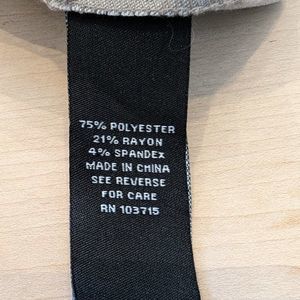 75% POLYESTER
21% RAYON
4% SPANDEX
MADE IN CHINA
SEE REVERSE
FOR CARE
RN 103715